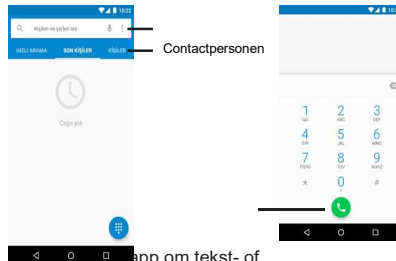 10:22
Kişileri ve yerleri ara
Contactpersonen
HIZLI ARAMA SON KİŞİLER KİŞİLER
Çağrı yok
1 2 3
ABC DEF
4 5 6
GHI JKL MNO
7 8 9
PQRS TUV WXYZ
* 0 #
+
app om tekst- of